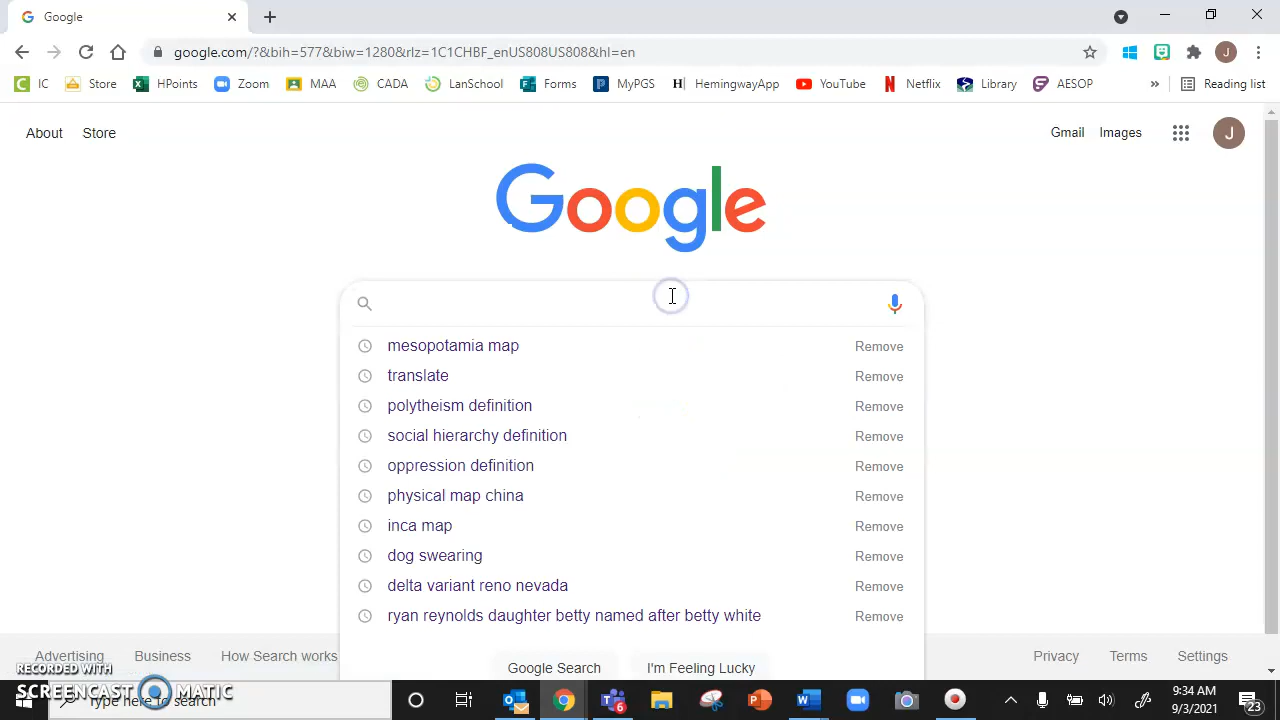 Google
google.com/?&bih=577&biw=1280&rlz=1C1CHBF_enUS808US808&hl=en
J
IC Store HPoints Zoom MAA CADA LanSchool Forms MyPGS HemingwayApp YouTube Netflix Library AESOP » Reading list
About Store Gmail Images J
Google
mesopotamia map Remove
translate Remove
polytheism definition Remove
social hierarchy definition Remove
oppression definition Remove
physical map china Remove
inca map Remove
dog swearing Remove
delta variant reno nevada Remove
ryan reynolds daughter betty named after betty white Remove
Advertising Business How Search works Google Search I'm Feeling Lucky Privacy Terms Settings
RECORDED WITH
SCREENCAST MATIC
Type here to search
6
9:34 AM
9/3/2021
23